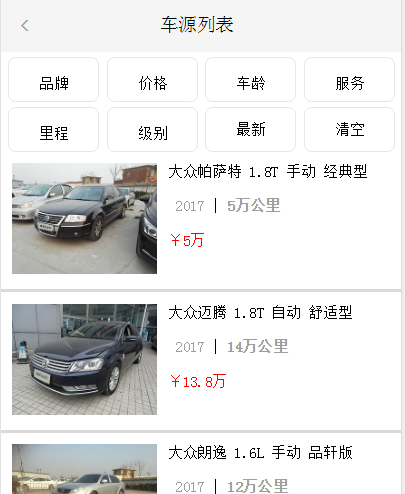 车源列表
品牌 价格 车龄 服务
里程 级别 最新 清空
大众帕萨特 1.8T 手动 经典型
2017 | 5万公里
￥5万
大众迈腾 1.8T 自动 舒适型
2017 | 14万公里
￥13.8万
大众朗逸 1.6L 手动 品轩版
2017 | 12万公里